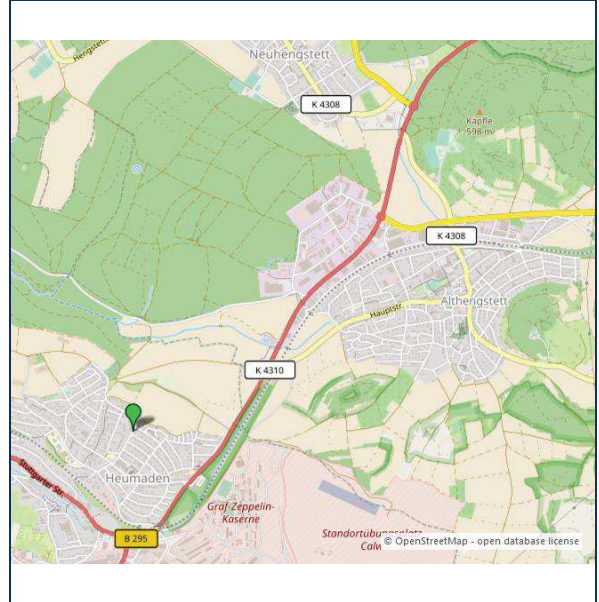 Hengstett
Neuhengstett
K 4308
Kapfle
598 m
K 4308
Althengstett
Hauptstr.
K 4310
Heumaden
Stuttgarter Str.
Graf-Zeppelin-
Kaserne
B 295
Standortübungsplatz
Calw
© OpenStreetMap - open database license